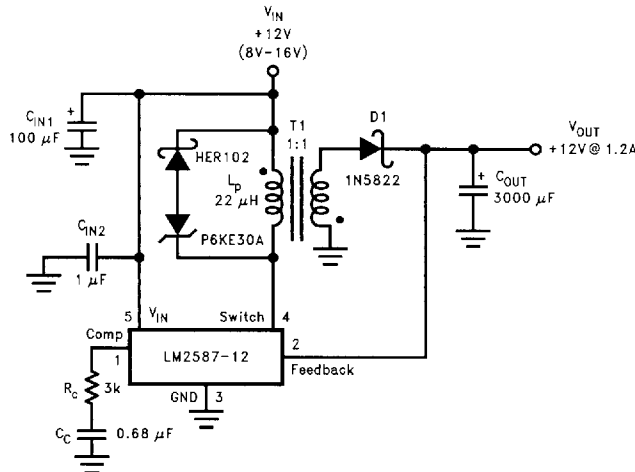 V_IN
+12V
(8V-16V)
C_IN1
+
100 μF
HER102
T1
1:1
D1
1N5822
V_OUT
+12V @ 1.2A
+
C_OUT
3000 μF
L_p
22 μH
P6KE30A
C_IN2
1 μF
5
V_IN
Switch
4
Comp
1
LM2587-12
2
Feedback
GND
3
R_c
3k
C_C
0.68 μF